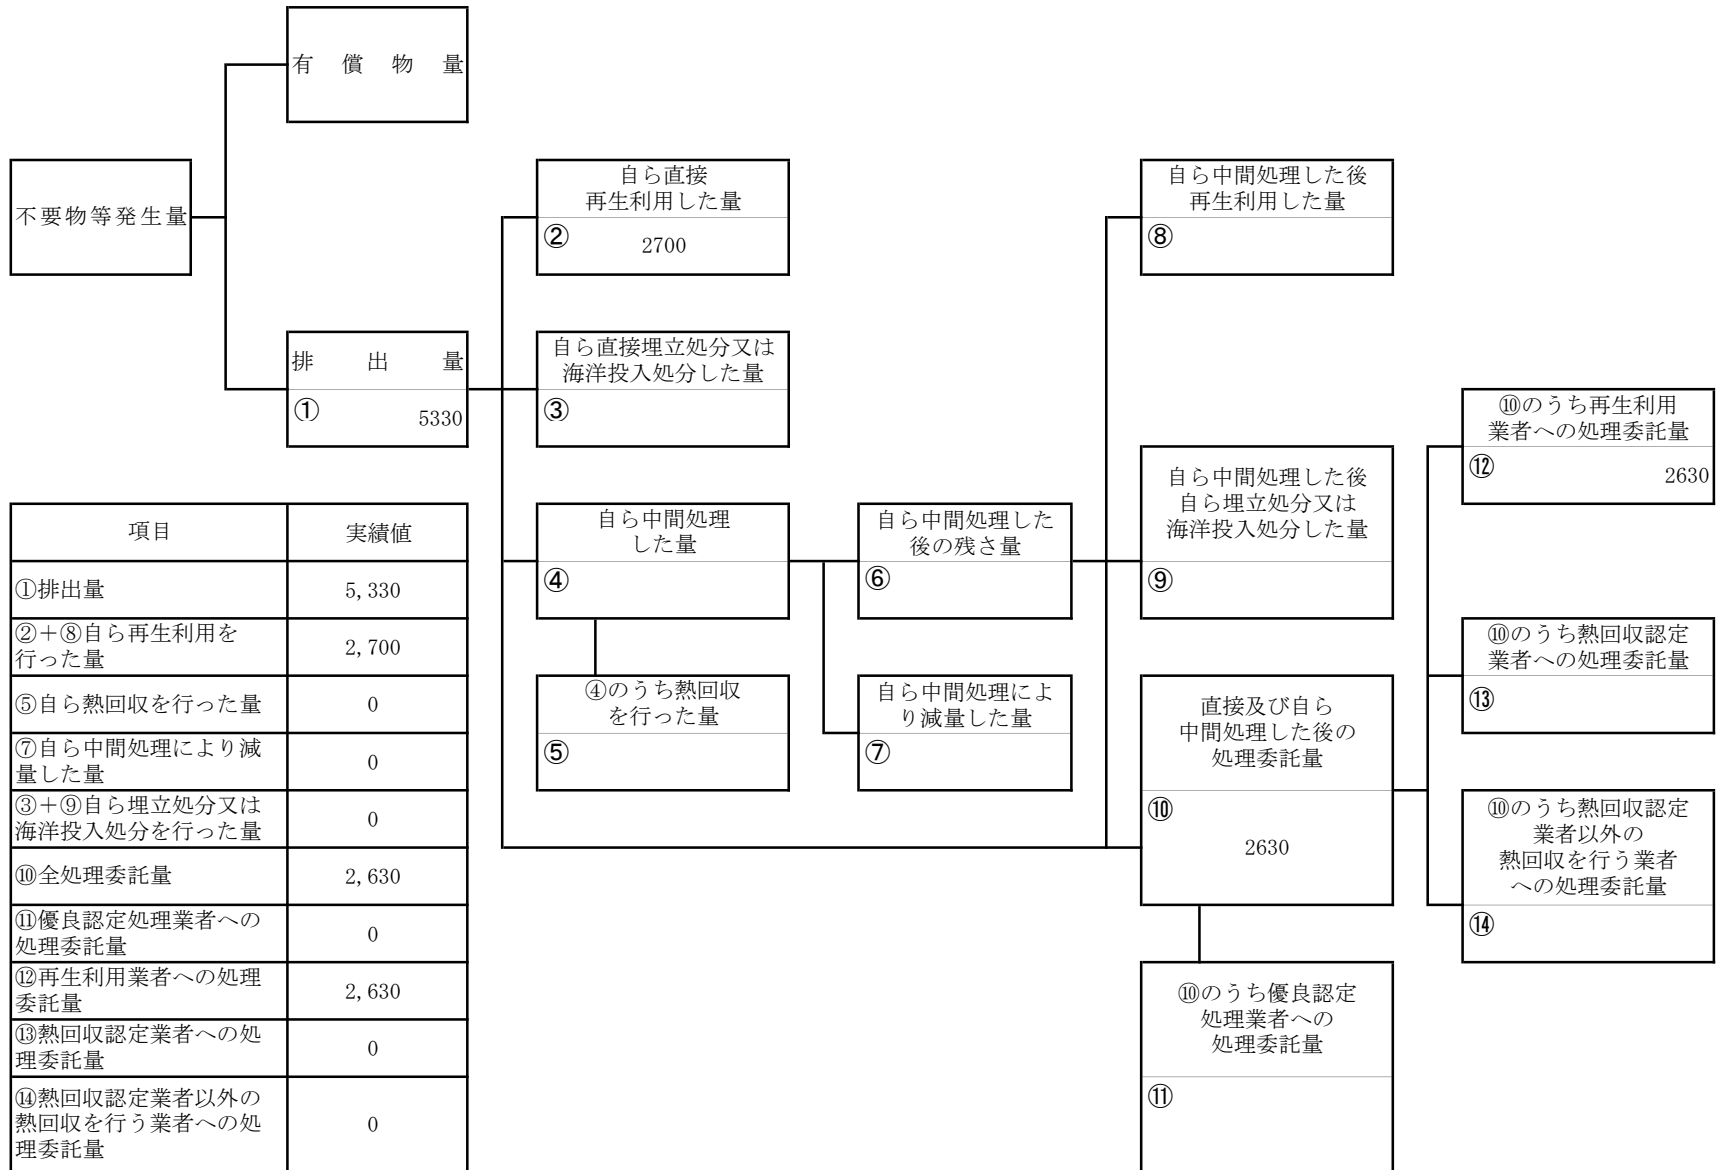 有償物量
不要物等発生量
排出量
①
5330
自ら直接
再生利用した量
②
2700
自ら直接埋立処分又は
海洋投入処分した量
③
自ら中間処理
した量
④
④のうち熱回収
を行った量
⑤
自ら中間処理した
後の残さ量
⑥
自ら中間処理によ
り減量した量
⑦
自ら中間処理した後
再生利用した量
⑧
自ら中間処理した後
自ら埋立処分又は
海洋投入処分した量
⑨
直接及び自ら
中間処理した後の
処理委託量
⑩
2630
⑩のうち優良認定
処理業者への
処理委託量
⑪
⑩のうち再生利用
業者への処理委託量
⑫
2630
⑩のうち熱回収認定
業者への処理委託量
⑬
⑩のうち熱回収認定
業者以外の
熱回収を行う業者
への処理委託量
⑭
項目 実績値
①排出量 5,330
②+⑧自ら再生利用を
行った量 2,700
⑤自ら熱回収を行った量 0
⑦自ら中間処理により減
量した量 0
③+⑨自ら埋立処分又は
海洋投入処分を行った量 0
⑩全処理委託量 2,630
⑪優良認定処理業者への
処理委託量 0
⑫再生利用業者への処理
委託量 2,630
⑬熱回収認定業者への処
理委託量 0
⑭熱回収認定業者以外の
熱回収を行う業者への処
理委託量 0